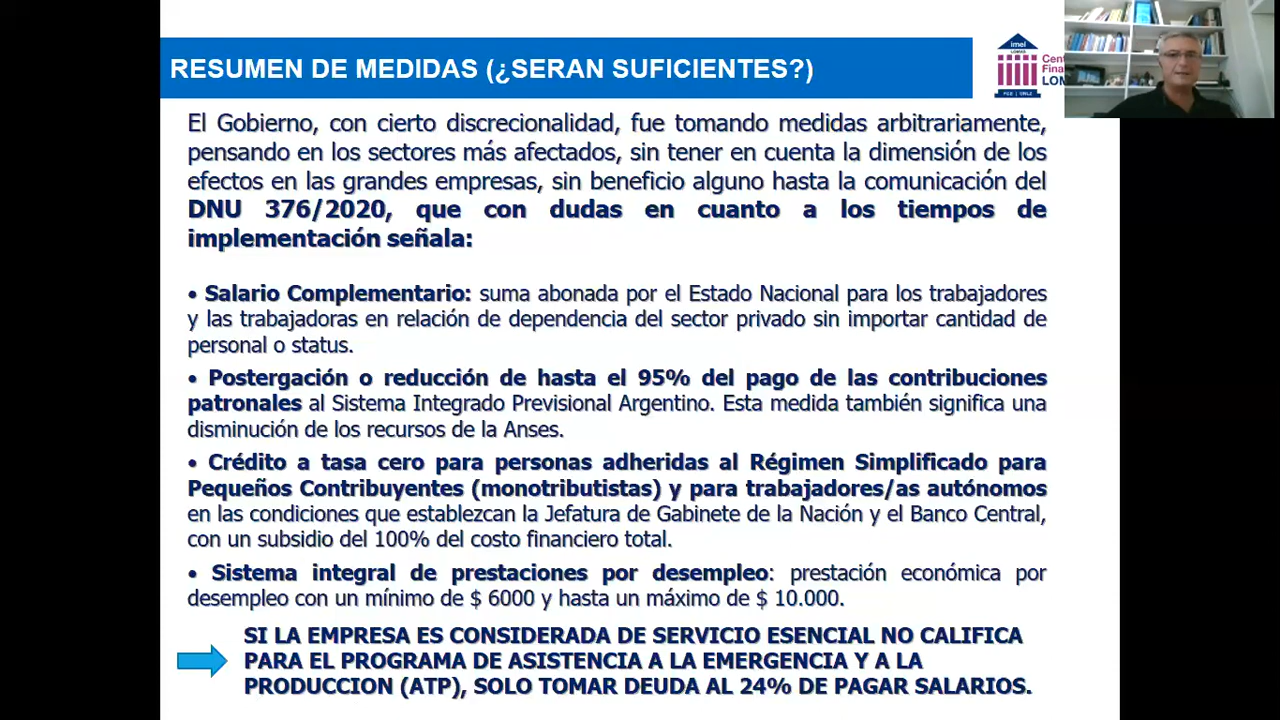 RESUMEN DE MEDIDAS (¿SERAN SUFICIENTES?)
imel
LOMAS
Cent
Fina
LOM
FCE | UNLZ
El Gobierno, con cierto discrecionalidad, fue tomando medidas arbitrariamente,
pensando en los sectores más afectados, sin tener en cuenta la dimensión de los
efectos en las grandes empresas, sin beneficio alguno hasta la comunicación del
DNU 376/2020, que con dudas en cuanto a los tiempos de
implementación señala:
• Salario Complementario: suma abonada por el Estado Nacional para los trabajadores
y las trabajadoras en relación de dependencia del sector privado sin importar cantidad de
personal o status.
• Postergación o reducción de hasta el 95% del pago de las contribuciones
patronales al Sistema Integrado Previsional Argentino. Esta medida también significa una
disminución de los recursos de la Anses.
• Crédito a tasa cero para personas adheridas al Régimen Simplificado para
Pequeños Contribuyentes (monotributistas) y para trabajadores/as autónomos
en las condiciones que establezcan la Jefatura de Gabinete de la Nación y el Banco Central,
con un subsidio del 100% del costo financiero total.
• Sistema integral de prestaciones por desempleo: prestación económica por
desempleo con un mínimo de $ 6000 y hasta un máximo de $ 10.000.
SI LA EMPRESA ES CONSIDERADA DE SERVICIO ESENCIAL NO CALIFICA
PARA EL PROGRAMA DE ASISTENCIA A LA EMERGENCIA Y A LA
PRODUCCION (ATP), SOLO TOMAR DEUDA AL 24% DE PAGAR SALARIOS.